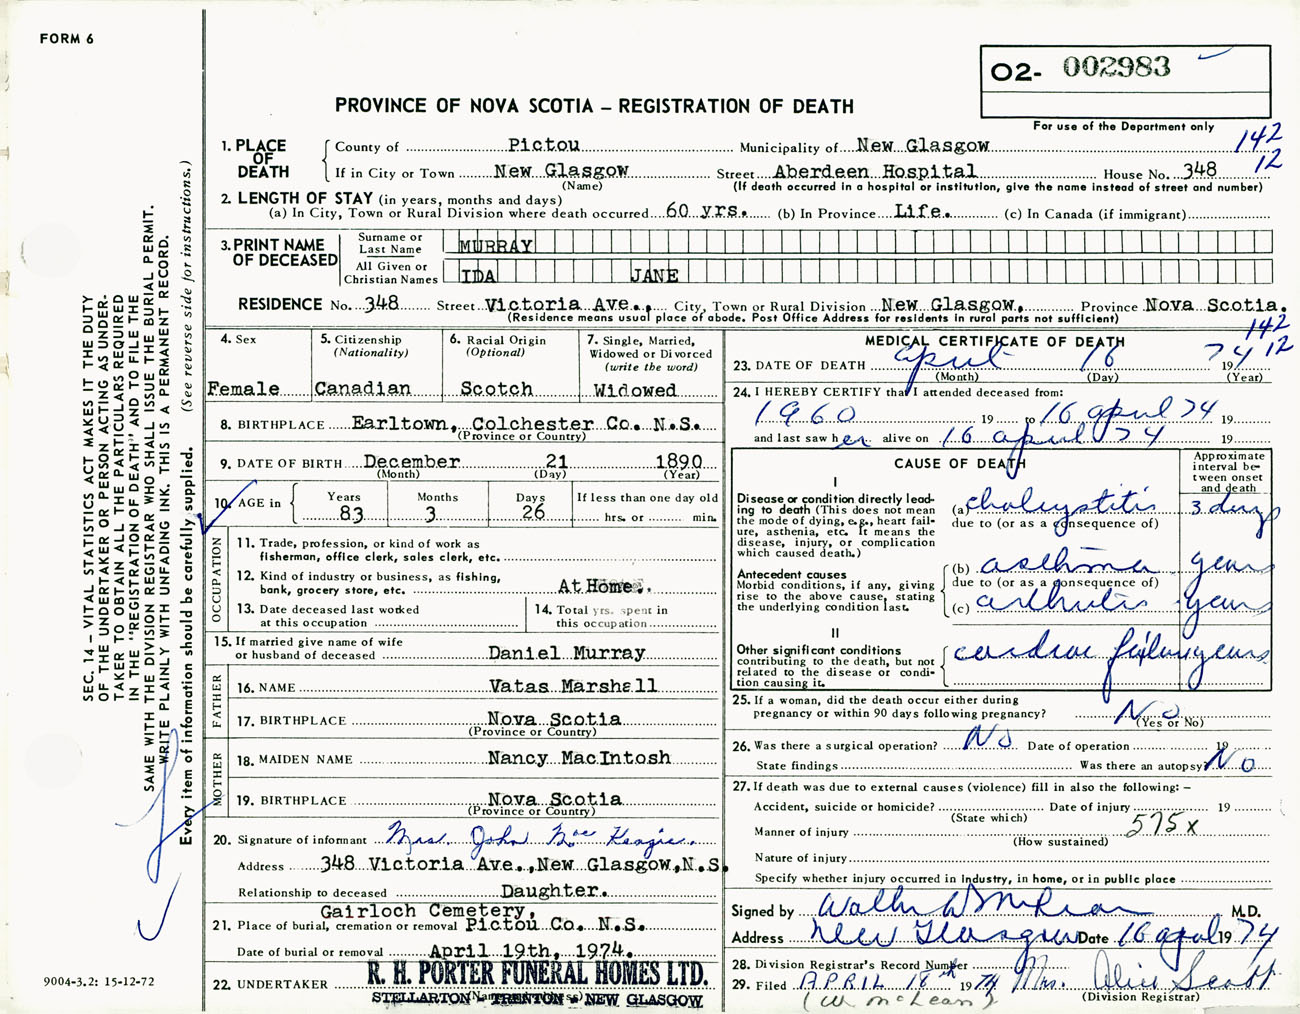 FORM 6
O2- 002983
PROVINCE OF NOVA SCOTIA – REGISTRATION OF DEATH
For use of the Department only
142
12
1. PLACE OF DEATH
County of Pictou Municipality of New Glasgow
If in City or Town New Glasgow Street Aberdeen Hospital House No. 348
(Name) (If death occurred in a hospital or institution, give the name instead of street and number)
2. LENGTH OF STAY (in years, months and days)
(a) In City, Town or Rural Division where death occurred 60 yrs. (b) In Province Life. (c) In Canada (if immigrant)
3. PRINT NAME OF DECEASED
Surname or Last Name MURRAY
All Given or Christian Names IDA JANE
RESIDENCE No. 348 Street Victoria Ave., City, Town or Rural Division New Glasgow, Province Nova Scotia.
(Residence means usual place of abode. Post Office Address for residents in rural parts not sufficient)
142
12
4. Sex
Female
5. Citizenship
(Nationality)
Canadian
6. Racial Origin
(Optional)
Scotch
7. Single, Married,
Widowed or Divorced
(write the word)
Widowed
8. BIRTHPLACE Earltown, Colchester Co. N.S.
(Province or Country)
9. DATE OF BIRTH December 21 1890
(Month) (Day) (Year)
10. AGE in Years Months Days If less than one day old
83 3 26 hrs. or min.
OCCUPATION
11. Trade, profession, or kind of work as
fisherman, office clerk, sales clerk, etc.
12. Kind of industry or business, as fishing,
bank, grocery store, etc. At Home.
13. Date deceased last worked
at this occupation
14. Total yrs. spent in
this occupation
15. If married give name of wife
or husband of deceased Daniel Murray
FATHER
16. NAME Vatas Marshall
17. BIRTHPLACE Nova Scotia
(Province or Country)
MOTHER
18. MAIDEN NAME Nancy MacIntosh
19. BIRTHPLACE Nova Scotia
(Province or Country)
20. Signature of informant Mrs. John MacKenzie.
Address 348 Victoria Ave., New Glasgow, N.S.
Relationship to deceased Daughter.
Gairloch Cemetery,
21. Place of burial, cremation or removal Pictou Co. N.S.
Date of burial or removal April 19th, 1974.
22. UNDERTAKER R. H. PORTER FUNERAL HOMES LTD.
STELLARTON - TRENTON - NEW GLASGOW
MEDICAL CERTIFICATE OF DEATH
23. DATE OF DEATH April 16 1974
(Month) (Day) (Year)
24. I HEREBY CERTIFY that I attended deceased from:
1960 19 to 16 April 74 19
and last saw her alive on 16 April 74 19
CAUSE OF DEATH
Approximate
interval be-
tween onset
and death
I
Disease or condition directly lead-
ing to death (This does not mean
the mode of dying, e.g., heart fail-
ure, asthenia, etc. It means the
disease, injury, or complication
which caused death.)
(a) cholecystitis 3 days
due to (or as a consequence of)
Antecedent causes
Morbid conditions, if any, giving
rise to the above cause, stating
the underlying condition last.
(b) asthma years
due to (or as a consequence of)
(c) arthritis years
II
Other significant conditions
contributing to the death, but not
related to the disease or condi-
tion causing it.
cardiac failure years
25. If a woman, did the death occur either during
pregnancy or within 90 days following pregnancy? No
(Yes or No)
26. Was there a surgical operation? No Date of operation 19
State findings Was there an autopsy? No
27. If death was due to external causes (violence) fill in also the following: –
Accident, suicide or homicide? Date of injury 19
(State which)
575 x
Manner of injury
(How sustained)
Nature of injury
Specify whether injury occurred in Industry, in home, or in public place
Signed by M.D.
Address New Glasgow Date 16 April 1974
28. Division Registrar's Record Number
29. Filed APRIL 18th 1974 Mrs. Alice Scott
(W. McLean) (Division Registrar)
SEC. 14 – VITAL STATISTICS ACT MAKES IT THE DUTY
OF THE UNDERTAKER OR PERSON ACTING AS UNDER-
TAKER TO OBTAIN ALL THE PARTICULARS REQUIRED
IN THE "REGISTRATION OF DEATH" AND TO FILE THE
SAME WITH THE DIVISION REGISTRAR WHO SHALL ISSUE THE BURIAL PERMIT.
WRITE PLAINLY WITH UNFADING INK. THIS IS A PERMANENT RECORD.
Every item of information should be carefully supplied. (See reverse side for instructions.)
9004-3.2: 15-12-72